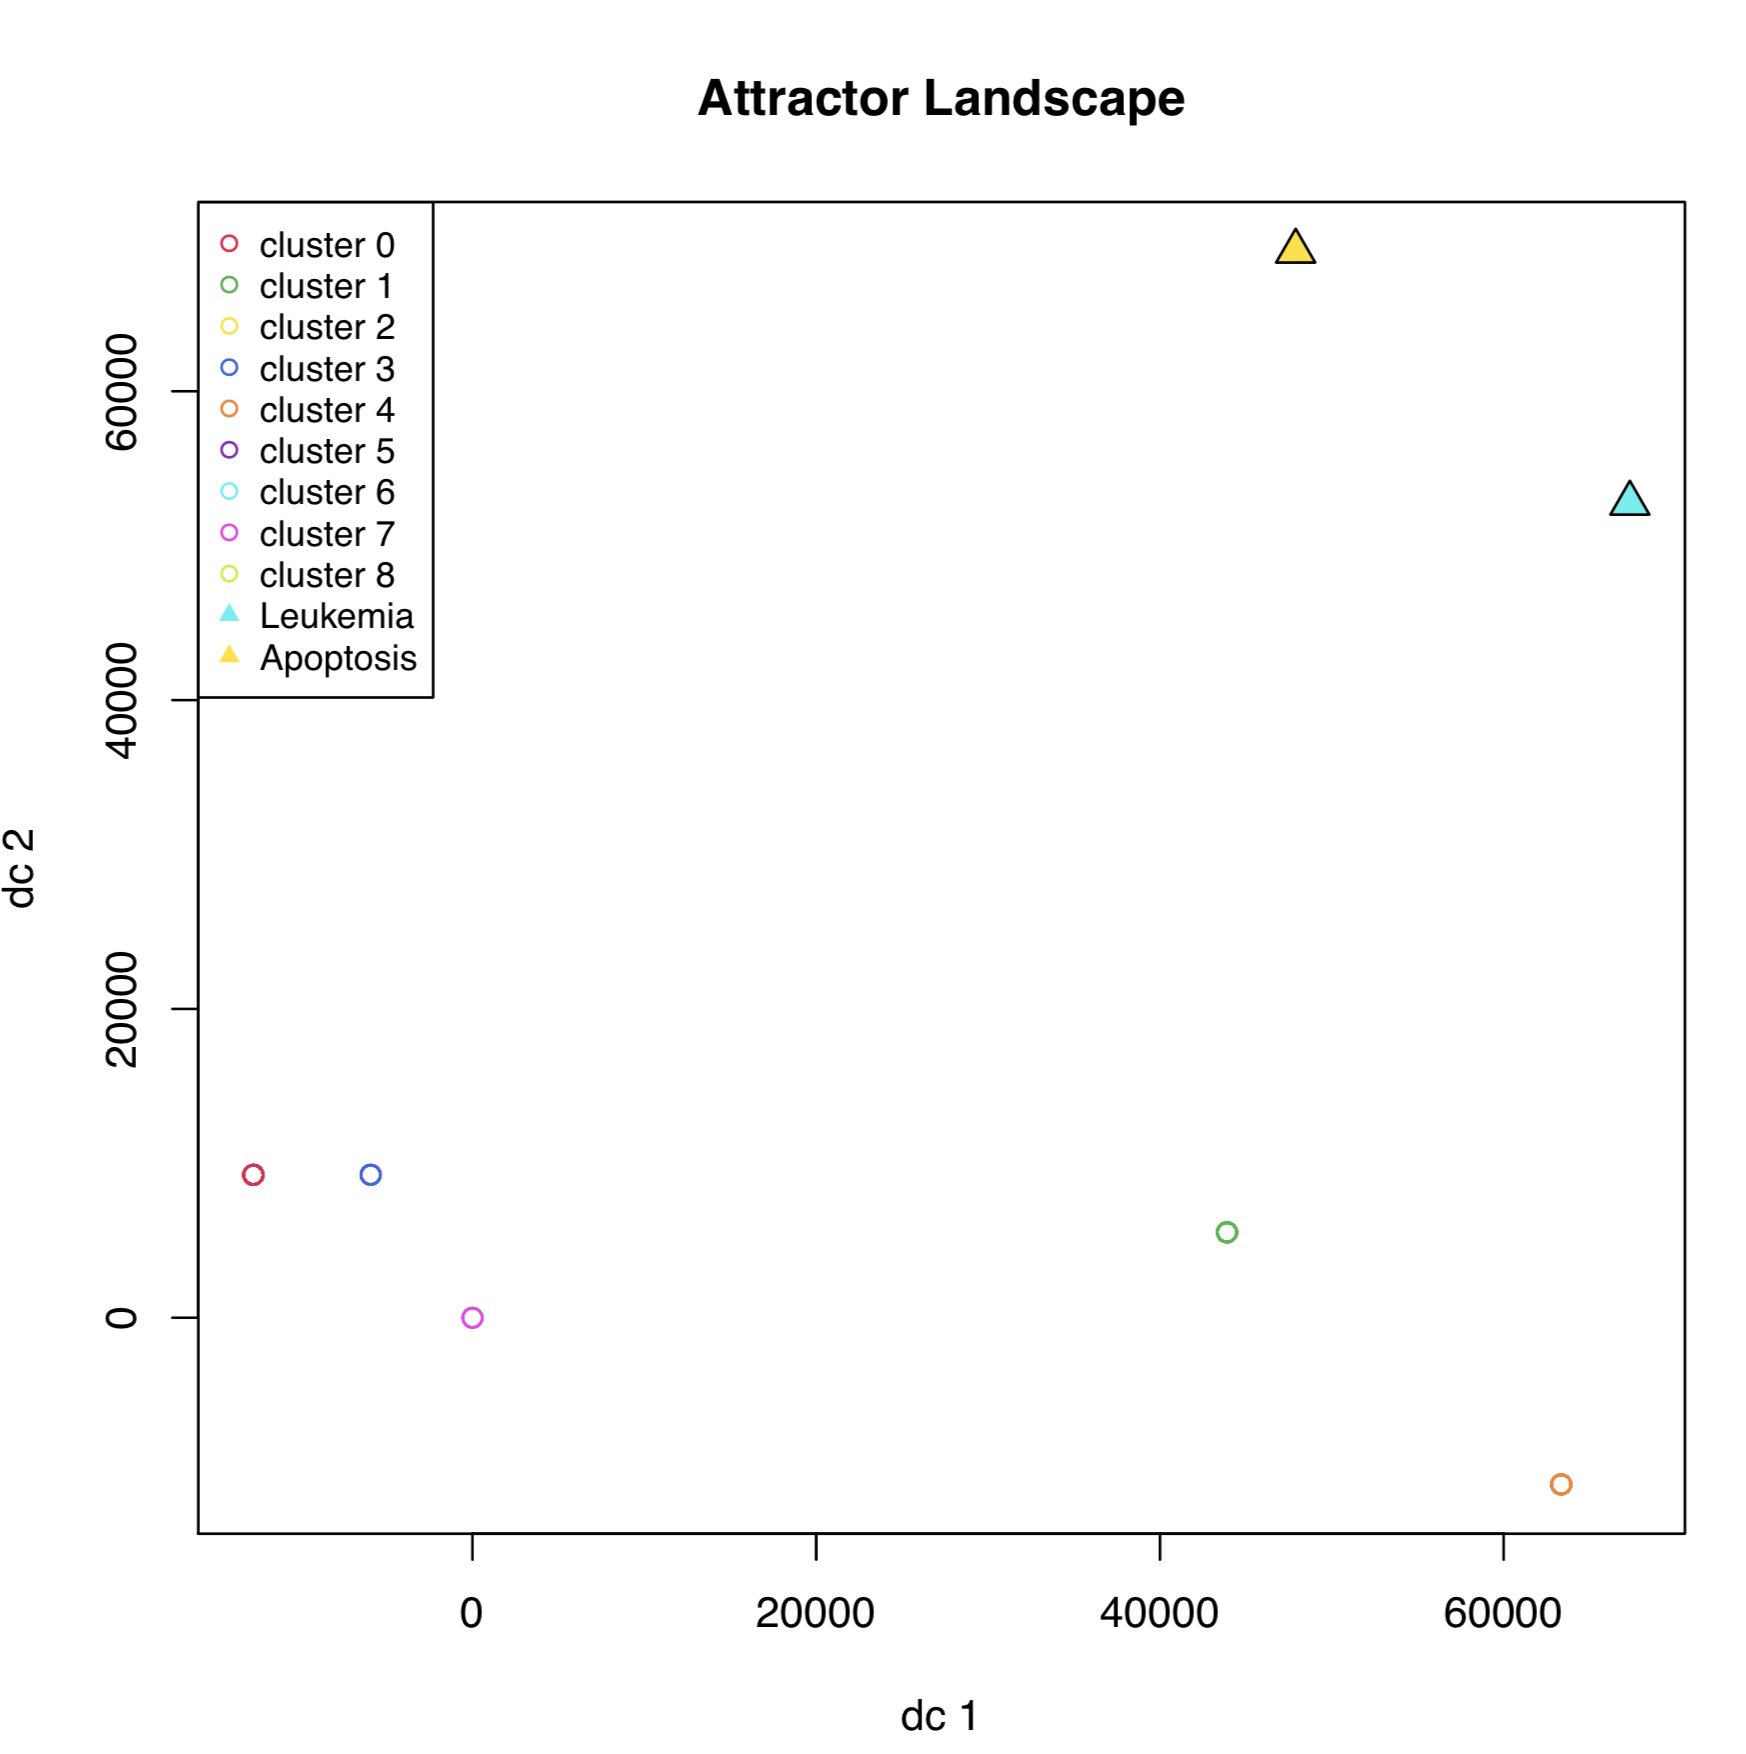 Attractor Landscape
cluster 0
cluster 1
cluster 2
cluster 3
cluster 4
cluster 5
cluster 6
cluster 7
cluster 8
Leukemia
Apoptosis
60000
40000
20000
0
dc 2
0 20000 40000 60000
dc 1